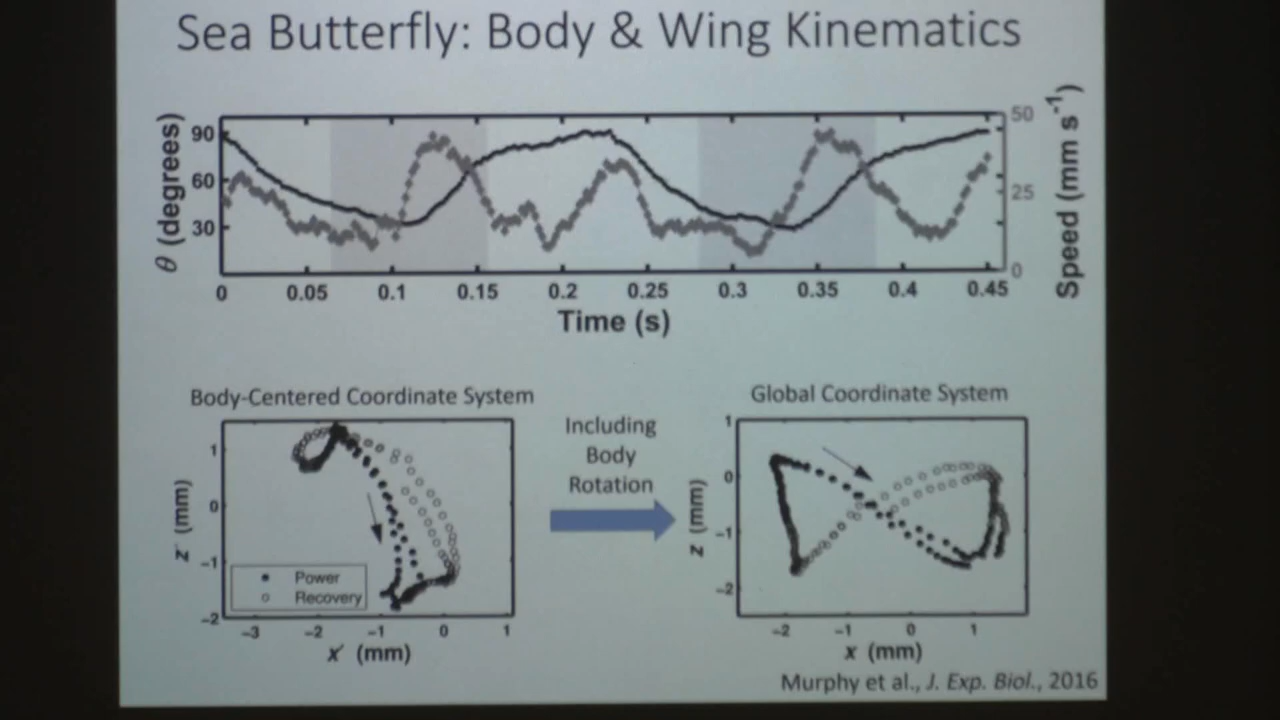 Sea Butterfly: Body & Wing Kinematics
θ (degrees)
90
60
30
50
25
0
Speed (mm s-1)
0 0.05 0.1 0.15 0.2 0.25 0.3 0.35 0.4 0.45
Time (s)
Body-Centered Coordinate System
z′ (mm)
1
0
−1
−2
Power
Recovery
−3 −2 −1 0 1
x′ (mm)
Including
Body
Rotation
Global Coordinate System
z (mm)
1
0
−1
−2
−2 −1 0 1
x (mm)
Murphy et al., J. Exp. Biol., 2016